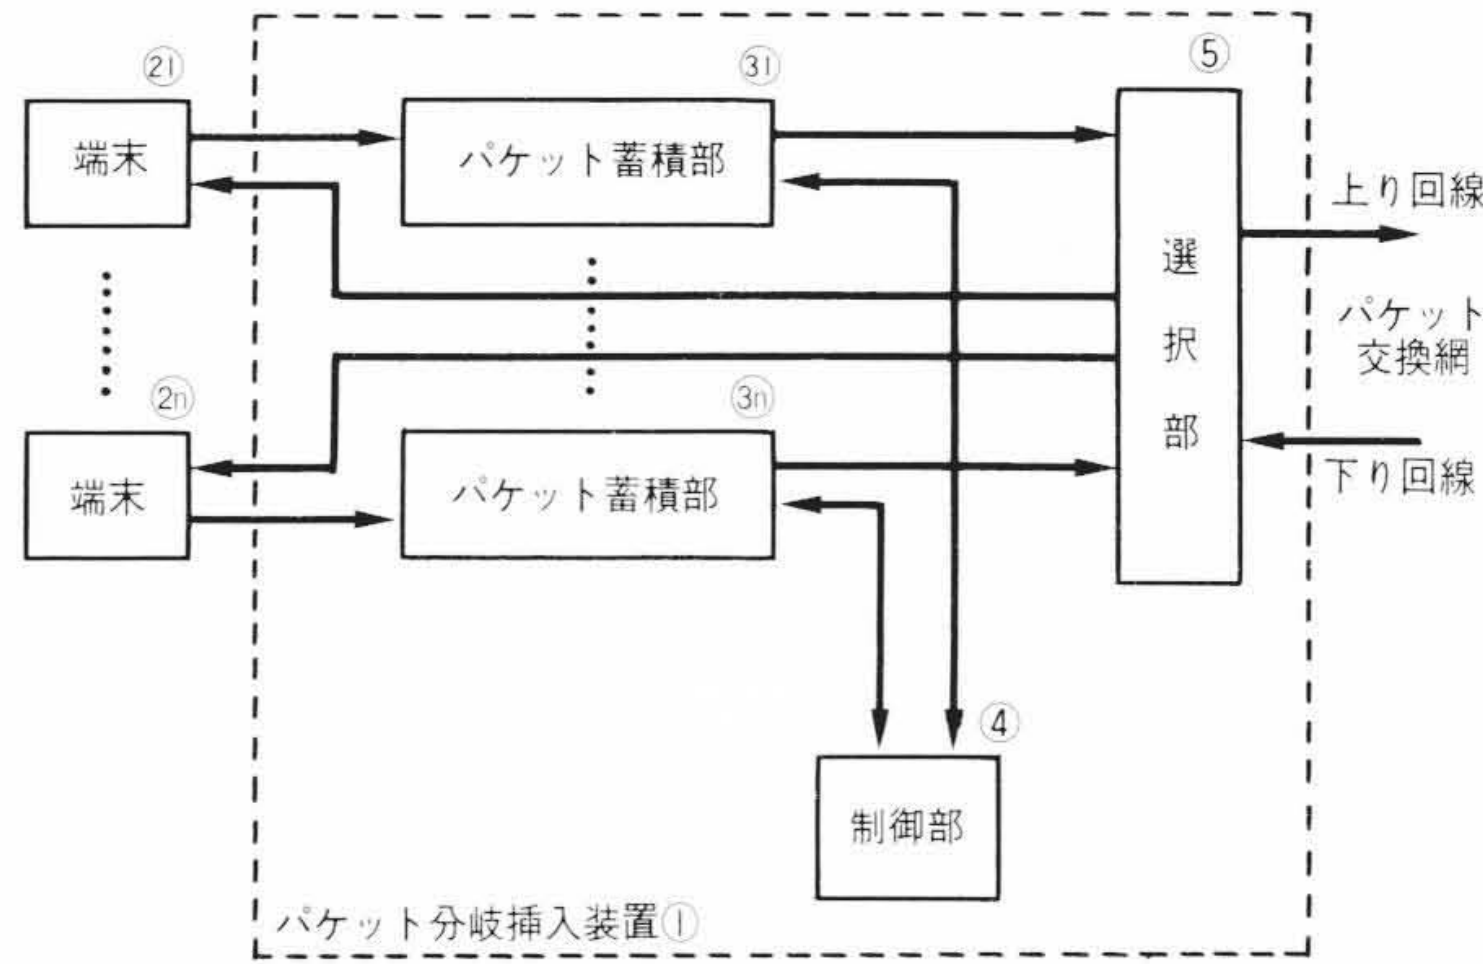 ㉑
㉛
⑤
端末
パケット蓄積部
上り回線
選択部
パケット
交換網
②n
③n
端末
パケット蓄積部
下り回線
④
制御部
パケット分岐挿入装置①